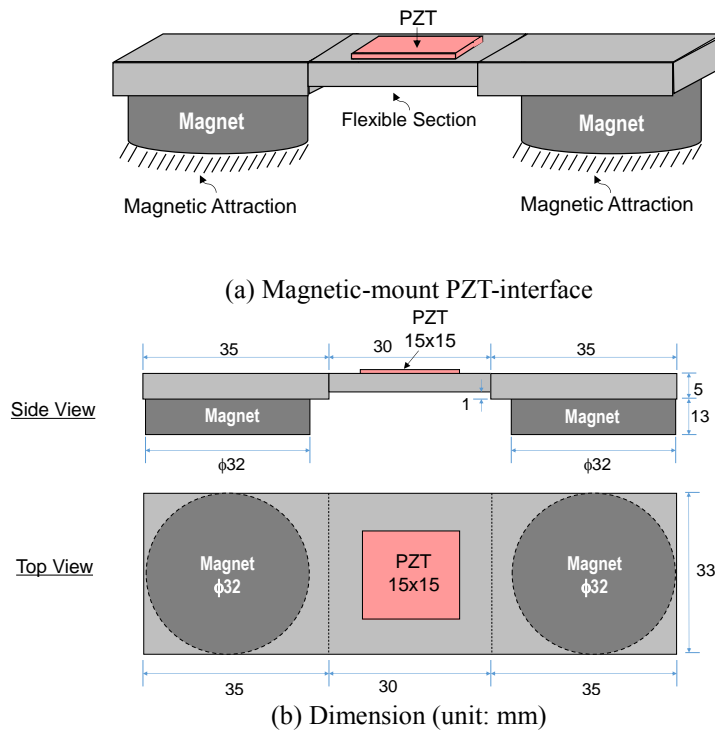 PZT
Magnet
Flexible Section
Magnet
Magnetic Attraction
Magnetic Attraction
(a) Magnetic-mount PZT-interface
PZT
15x15
35
30
35
Side View
Magnet
1
Magnet
5
13
ϕ32
ϕ32
Top View
Magnet
ϕ32
PZT
15x15
Magnet
ϕ32
33
35
30
35
(b) Dimension (unit: mm)